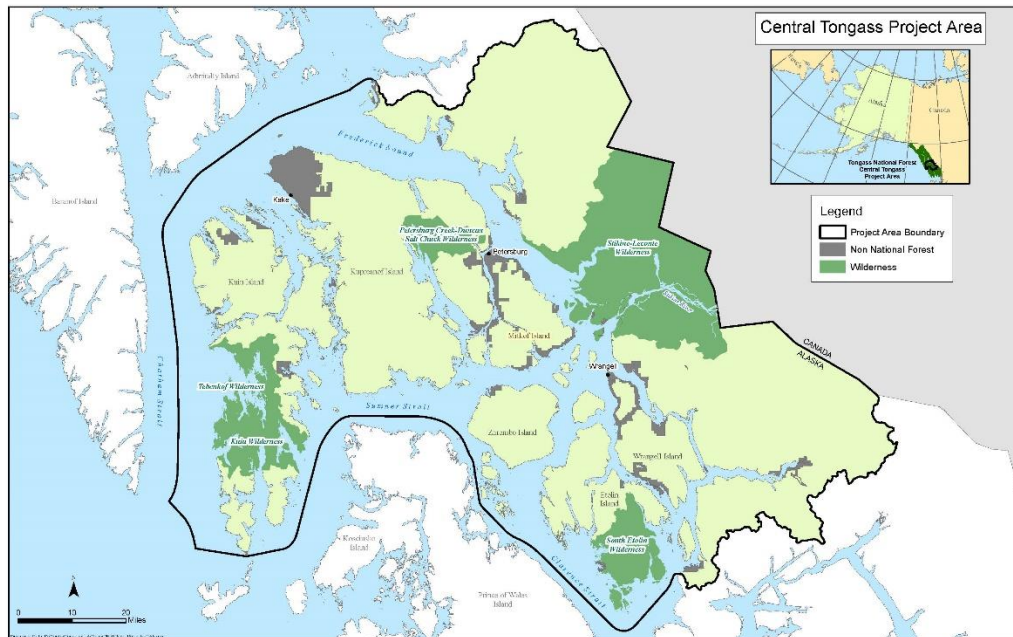 Central Tongass Project Area
Alaska
Canada
Tongass National Forest
Central Tongass
Project Area
Legend
Project Area Boundary
Non National Forest
Wilderness
Admiralty Island
Baranof Island
Frederick Sound
Kake
Petersburg Creek-Duncan
Salt Chuck Wilderness
Petersburg
Stikine-Leconte
Wilderness
Kuiu Island
Kupreanof Island
Mitkof Island
CANADA
ALASKA
Wrangell
Tebenkof Wilderness
Chatham Strait
Sumner Strait
Kuiu Wilderness
Zarembo Island
Wrangell Island
Etolin
Island
South Etolin
Wilderness
Kosciusko
Island
Clarence Strait
Prince of Wales
Island
N
0 10 20
Miles